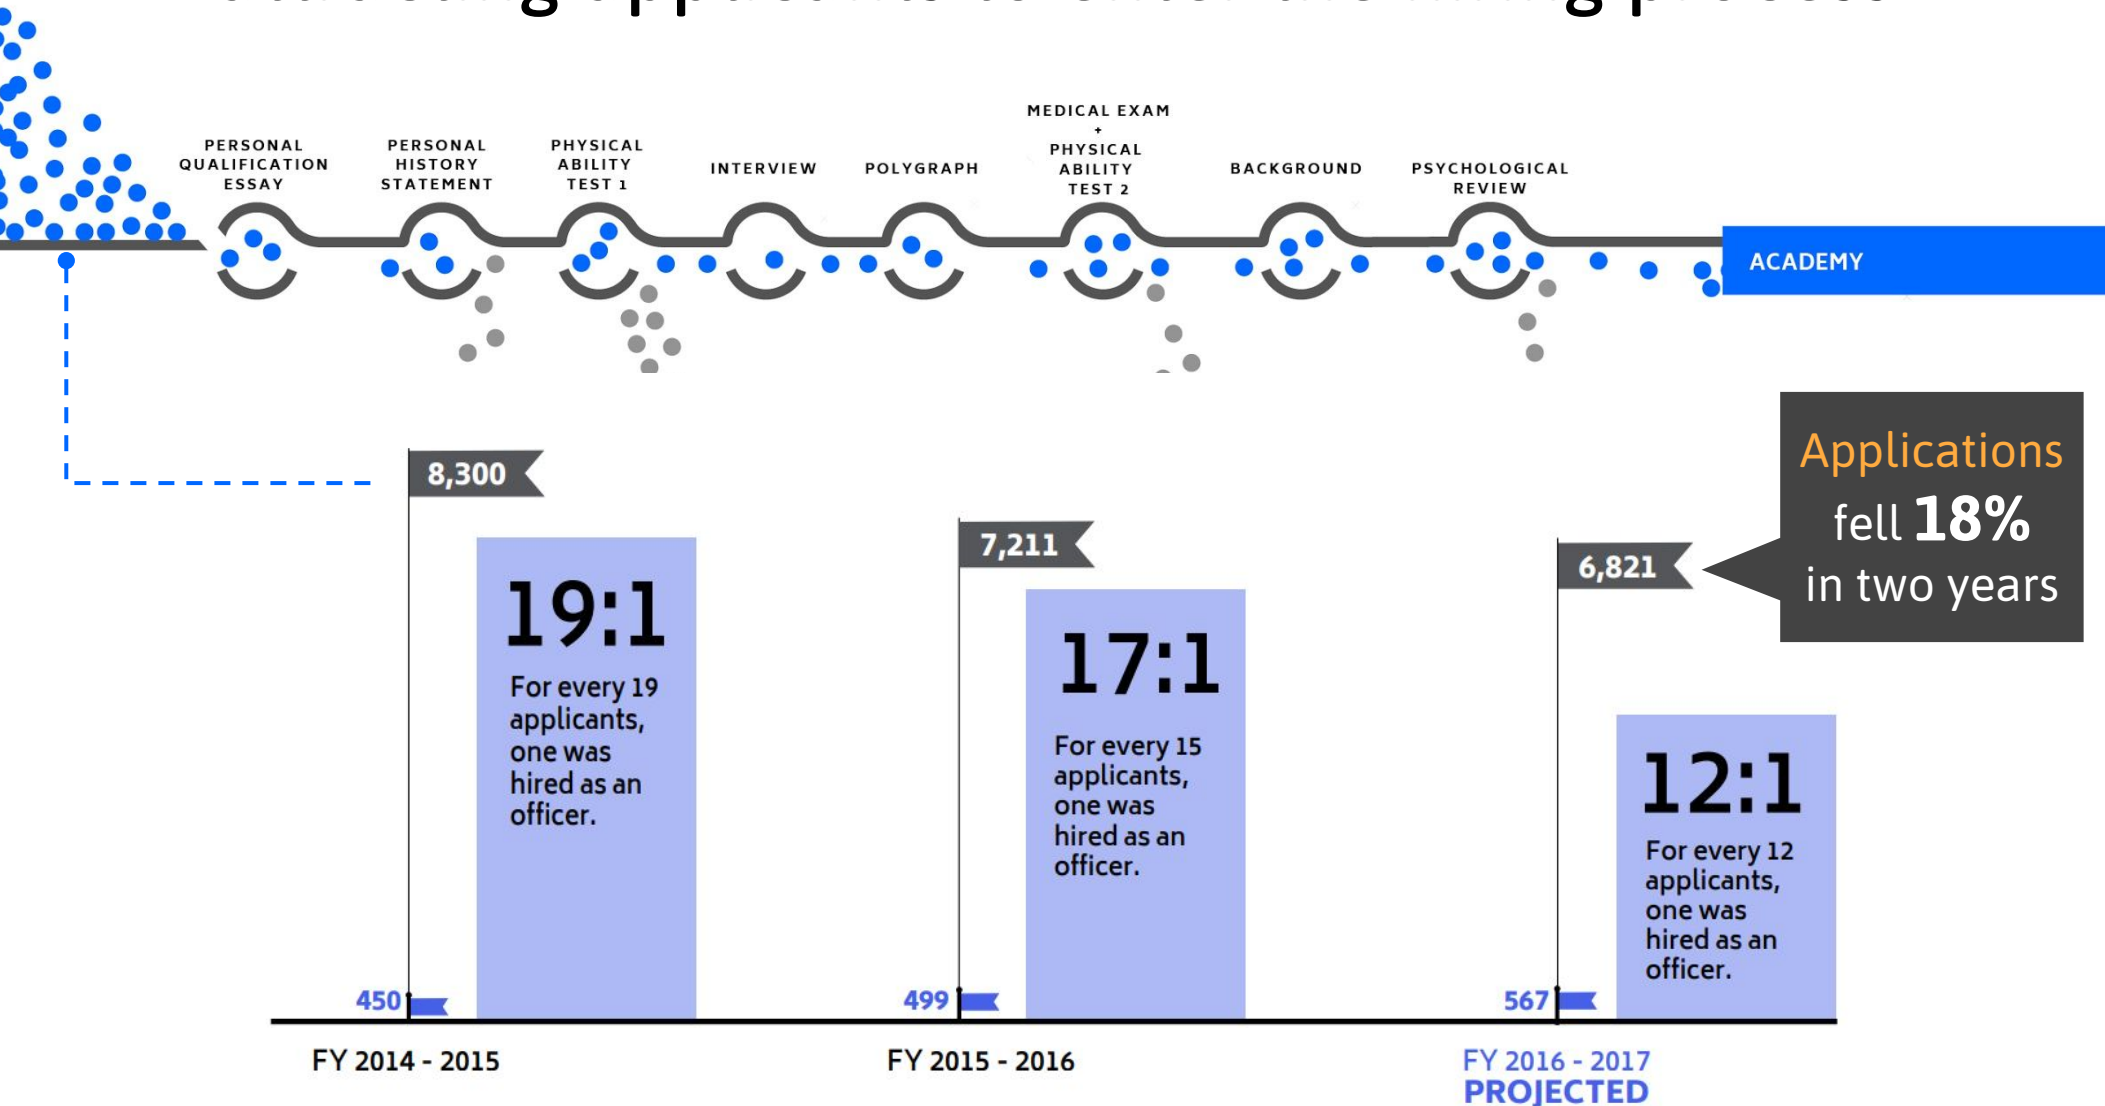 PERSONAL
QUALIFICATION
ESSAY
PERSONAL
HISTORY
STATEMENT
PHYSICAL
ABILITY
TEST 1
INTERVIEW
POLYGRAPH
MEDICAL EXAM
+
PHYSICAL
ABILITY
TEST 2
BACKGROUND
PSYCHOLOGICAL
REVIEW
ACADEMY
8,300
19:1
For every 19
applicants,
one was
hired as an
officer.
450
FY 2014 - 2015
7,211
17:1
For every 15
applicants,
one was
hired as an
officer.
499
FY 2015 - 2016
6,821
Applications
fell 18%
in two years
12:1
For every 12
applicants,
one was
hired as an
officer.
567
FY 2016 - 2017
PROJECTED